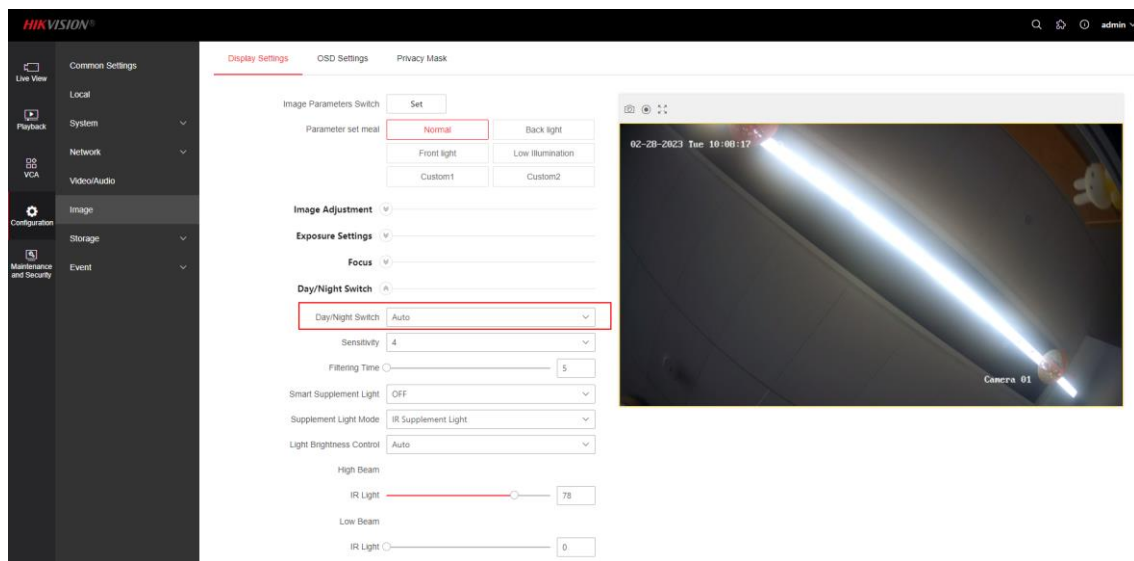 HIKVISION®
admin
Live View
Playback
VCA
Configuration
Maintenance
and Security
Common Settings
Local
System
Network
Video/Audio
Image
Storage
Event
Display Settings OSD Settings Privacy Mask
Image Parameters Switch Set
Parameter set meal Normal Back light
Front light Low Illumination
Custom1 Custom2
Image Adjustment
Exposure Settings
Focus
Day/Night Switch
Day/Night Switch Auto
Sensitivity 4
Filtering Time 5
Smart Supplement Light OFF
Supplement Light Mode IR Supplement Light
Light Brightness Control Auto
High Beam
IR Light 78
Low Beam
IR Light 0
02-28-2023 Tue 10:08:17
Camera 01